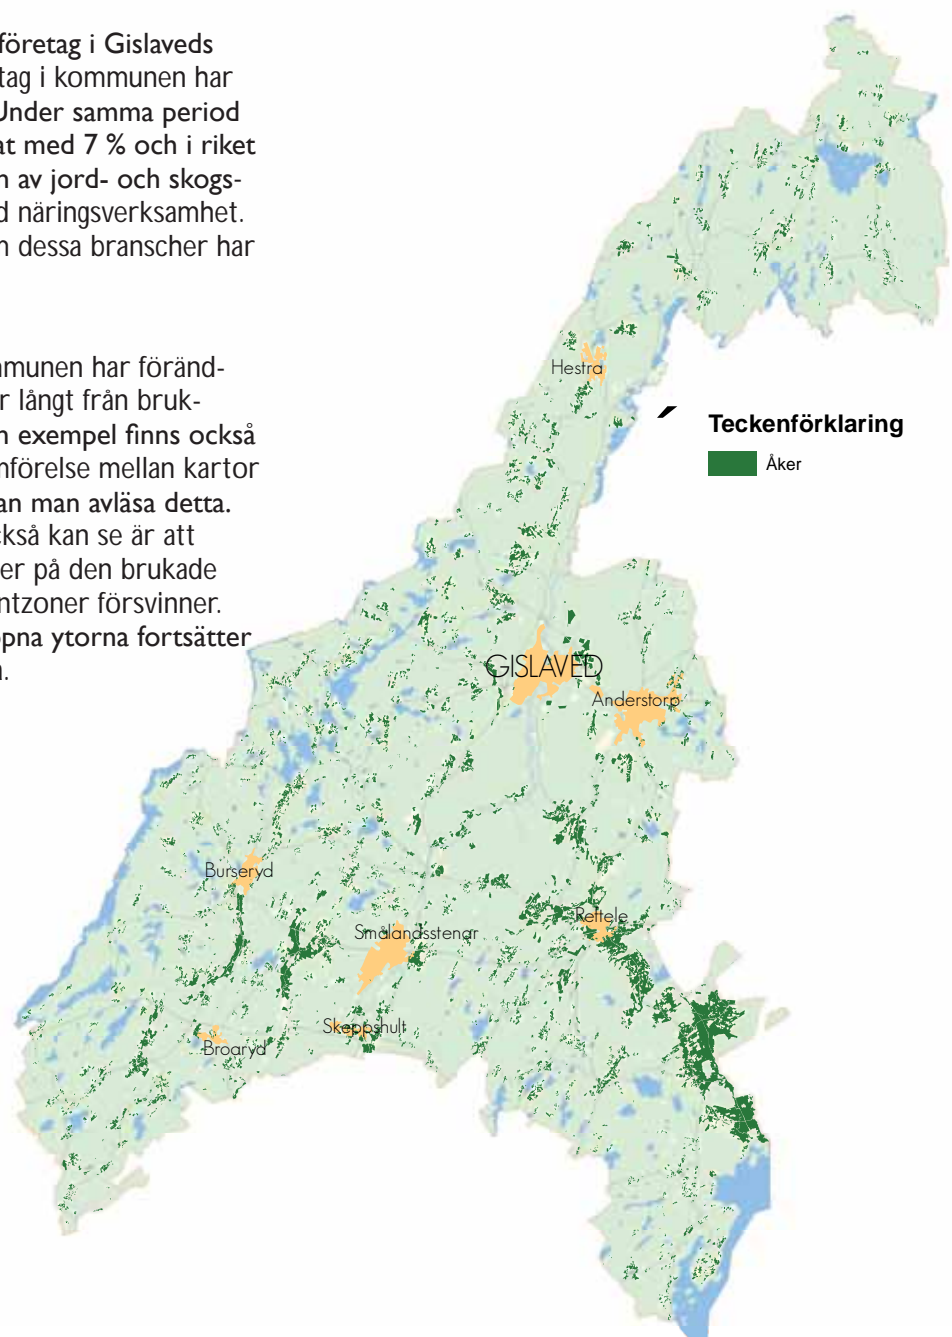 företag i Gislaveds
tag i kommunen har
Under samma period
at med 7 % och i riket
n av jord- och skogs-
d näringsverksamhet.
n dessa branscher har
mmunen har föränd-
r långt från bruk-
n exempel finns också
mförelse mellan kartor
an man avläsa detta.
ckså kan se är att
er på den brukade
ntzoner försvinner.
ppna ytorna fortsätter
n.
Hestra
Teckenförklaring
Åker
GISLAVED
Anderstorp
Burseryd
Reftele
Smålandsstenar
Skeppshult
Broaryd